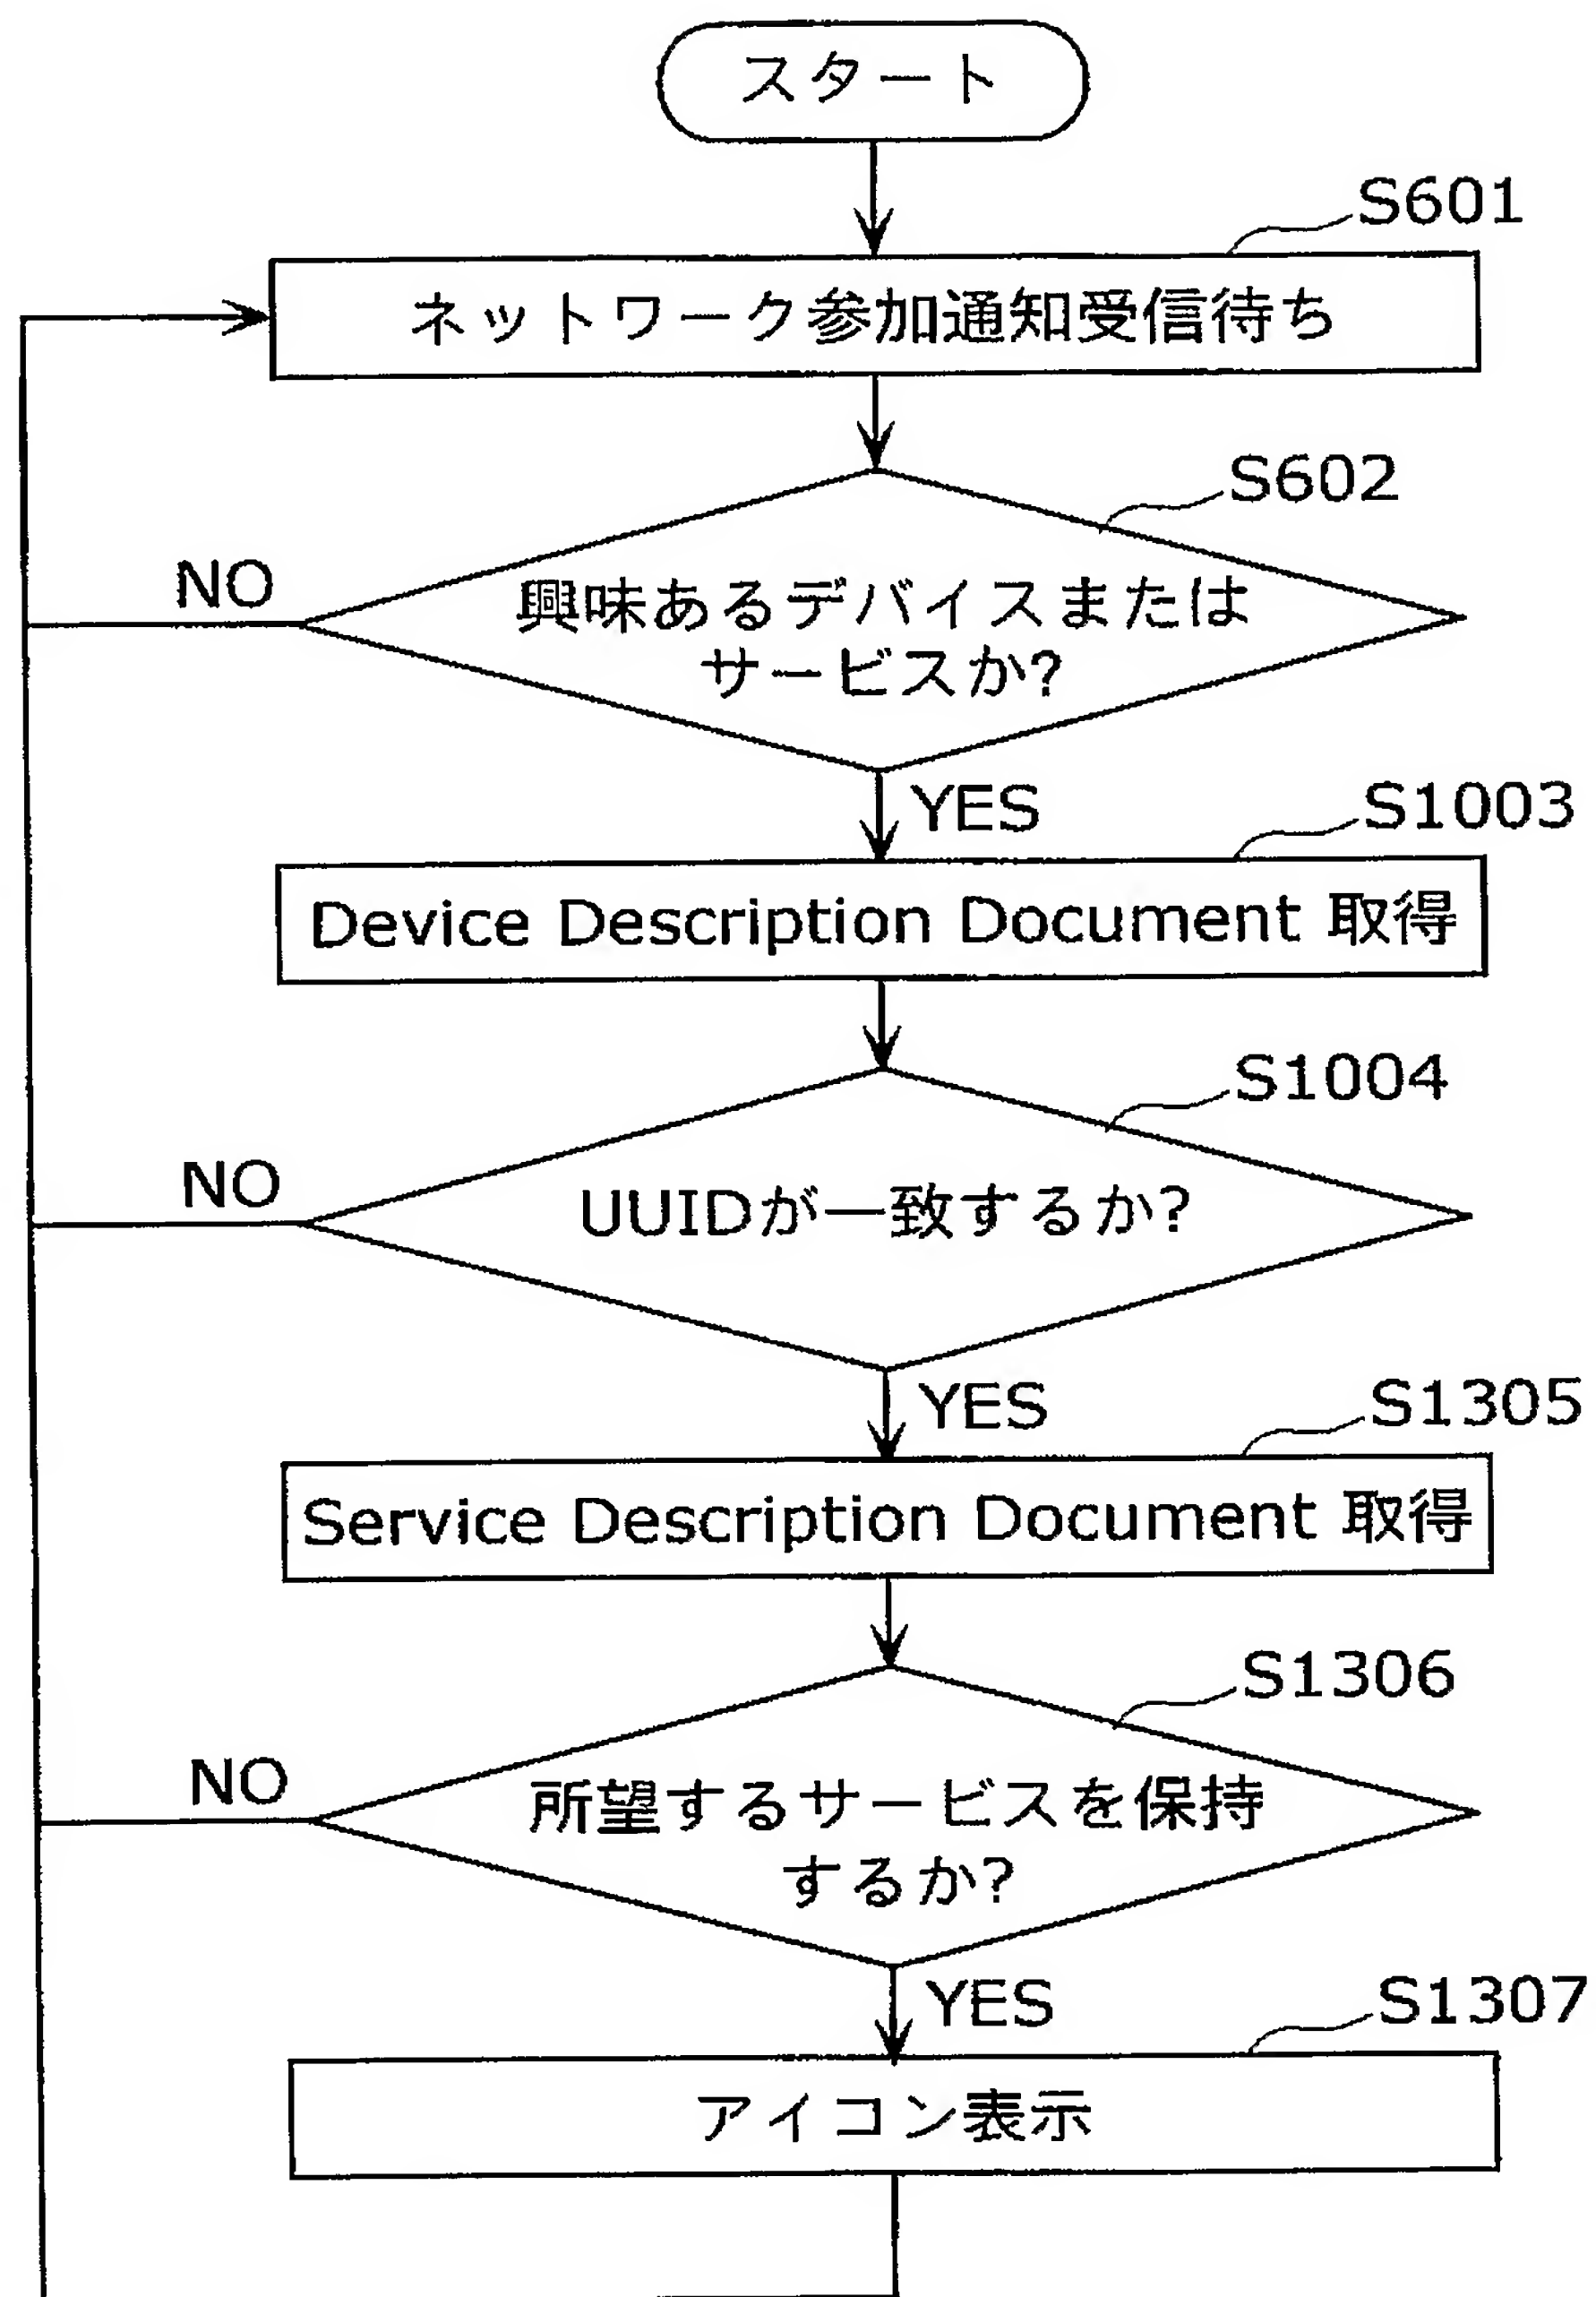 スタート
S601
ネットワーク参加通知受信待ち
S602
NO
興味あるデバイスまたは
サービスか?
YES
S1003
Device Description Document 取得
S1004
NO
UUIDが一致するか?
YES
S1305
Service Description Document 取得
S1306
NO
所望するサービスを保持
するか?
YES
S1307
アイコン表示